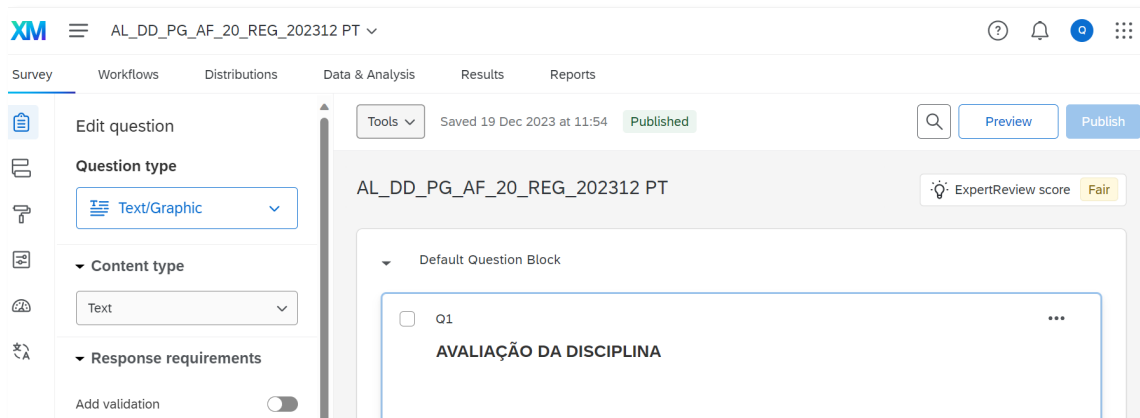 XM AL_DD_PG_AF_20_REG_202312 PT ? Q
Survey Workflows Distributions Data & Analysis Results Reports
Edit question
Question type
Text/Graphic
Content type
Text
Response requirements
Add validation
Tools Saved 19 Dec 2023 at 11:54 Published Preview Publish
AL_DD_PG_AF_20_REG_202312 PT ExpertReview score Fair
Default Question Block
Q1
AVALIAÇÃO DA DISCIPLINA